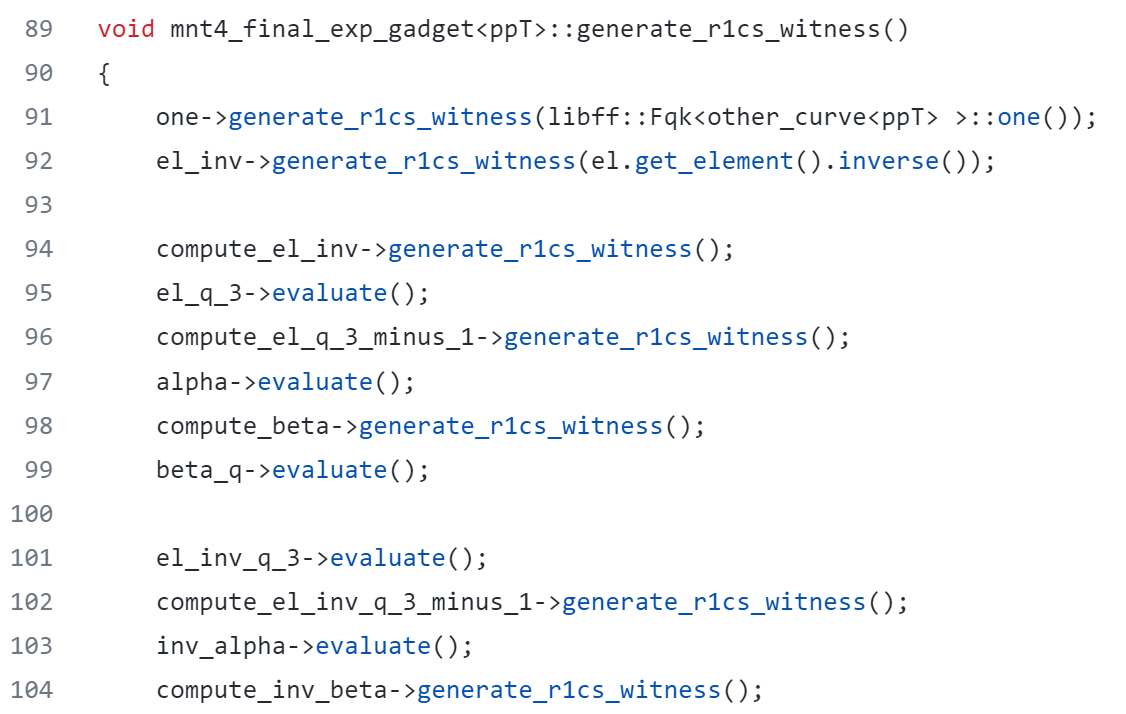 89 void mnt4_final_exp_gadget<ppT>::generate_r1cs_witness()
90 {
91 one->generate_r1cs_witness(libff::Fqk<other_curve<ppT> >::one());
92 el_inv->generate_r1cs_witness(el.get_element().inverse());
93
94 compute_el_inv->generate_r1cs_witness();
95 el_q_3->evaluate();
96 compute_el_q_3_minus_1->generate_r1cs_witness();
97 alpha->evaluate();
98 compute_beta->generate_r1cs_witness();
99 beta_q->evaluate();
100
101 el_inv_q_3->evaluate();
102 compute_el_inv_q_3_minus_1->generate_r1cs_witness();
103 inv_alpha->evaluate();
104 compute_inv_beta->generate_r1cs_witness();